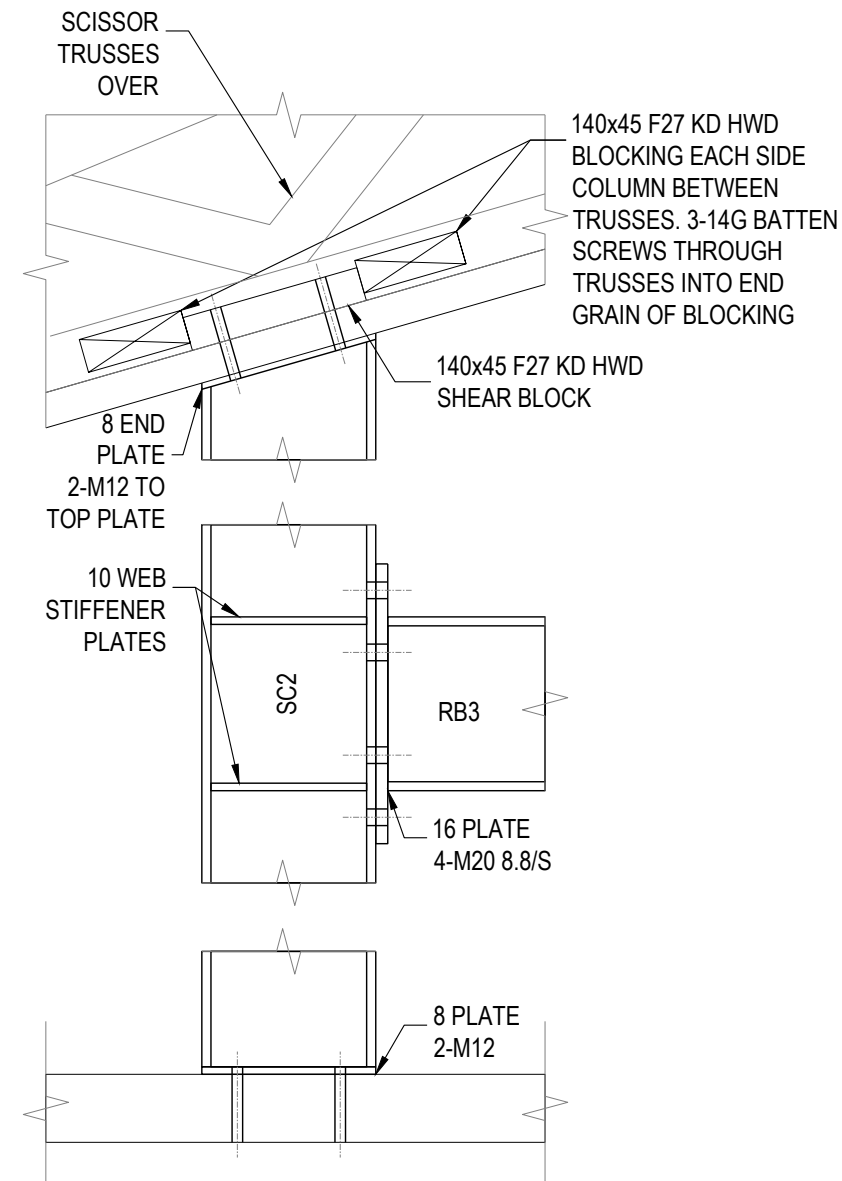 SCISSOR
TRUSSES
OVER
140x45 F27 KD HWD
BLOCKING EACH SIDE
COLUMN BETWEEN
TRUSSES. 3-14G BATTEN
SCREWS THROUGH
TRUSSES INTO END
GRAIN OF BLOCKING
140x45 F27 KD HWD
SHEAR BLOCK
8 END
PLATE
2-M12 TO
TOP PLATE
10 WEB
STIFFENER
PLATES
SC2
RB3
16 PLATE
4-M20 8.8/S
8 PLATE
2-M12